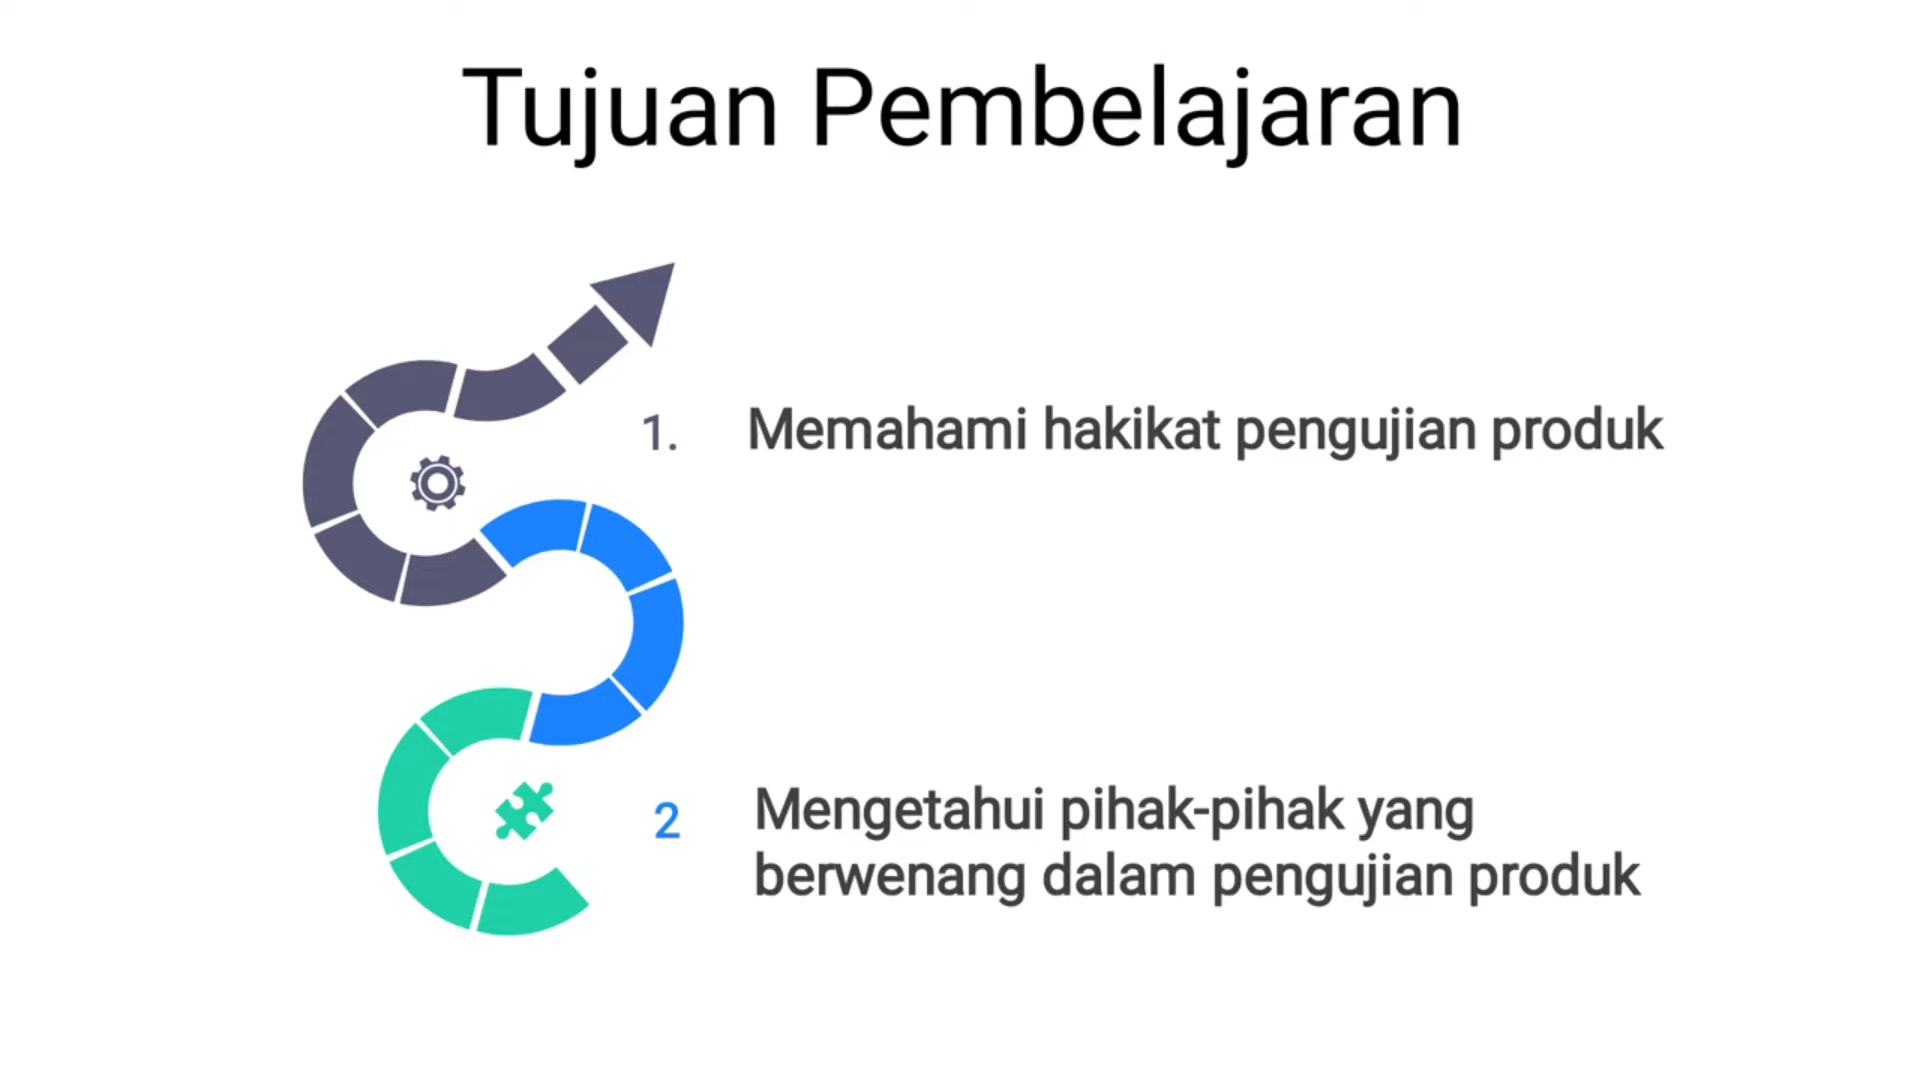 Tujuan Pembelajaran
1. Memahami hakikat pengujian produk
2 Mengetahui pihak-pihak yang
berwenang dalam pengujian produk